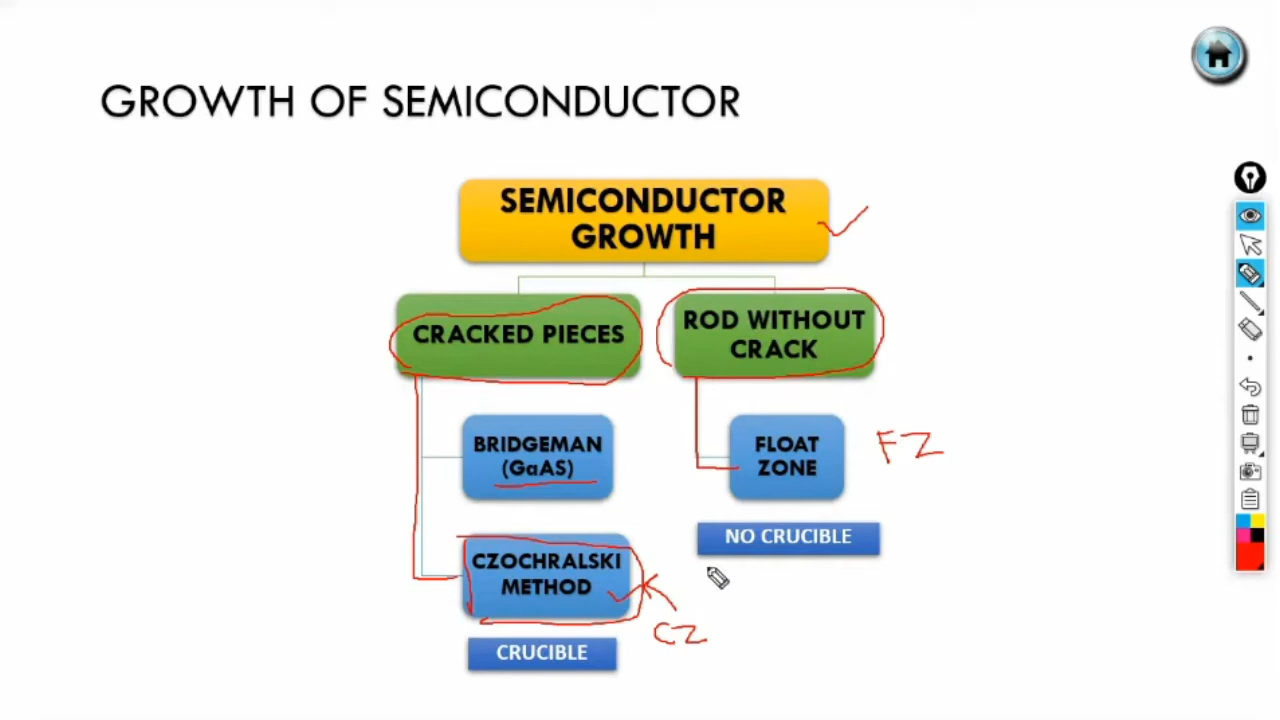 GROWTH OF SEMICONDUCTOR
SEMICONDUCTOR
GROWTH
CRACKED PIECES
ROD WITHOUT
CRACK
BRIDGEMAN
(GaAS)
FLOAT
ZONE
FZ
NO CRUCIBLE
CZOCHRALSKI
METHOD
CZ
CRUCIBLE